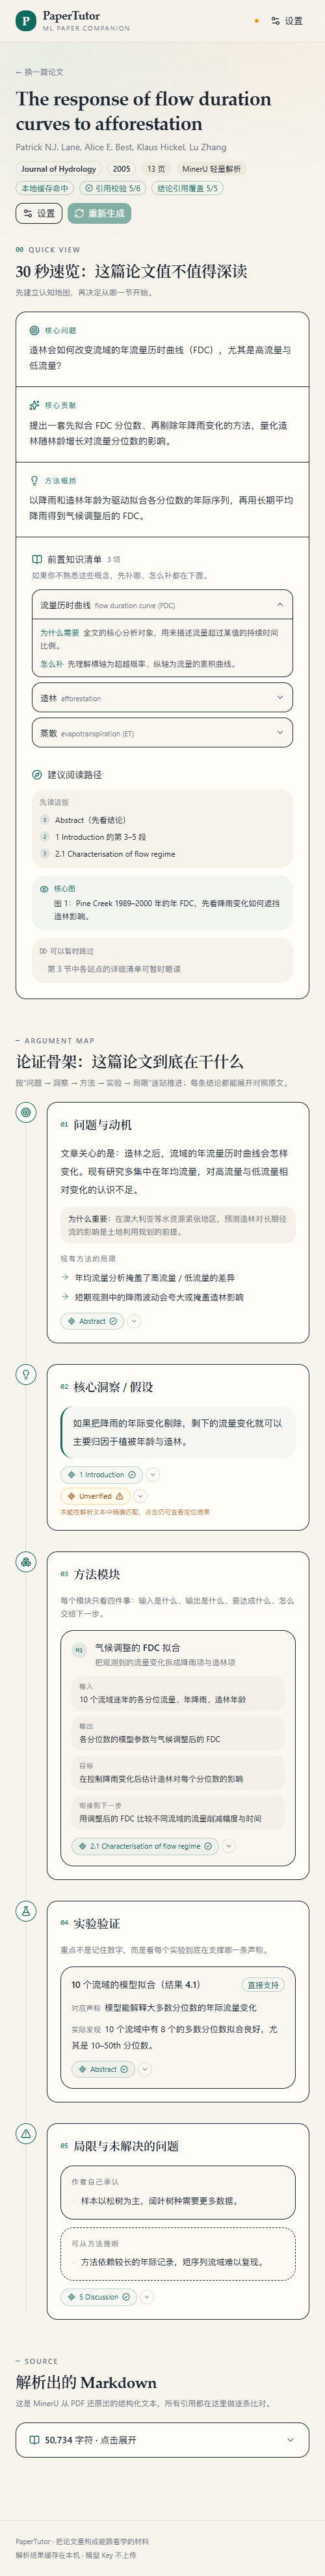 P
PaperTutor
ML PAPER COMPANION
设置
← 换一篇论文
The response of flow duration
curves to afforestation
Patrick N.J. Lane, Alice E. Best, Klaus Hickel, Lu Zhang
Journal of Hydrology
2005
13 页
MinerU 轻量解析
本地缓存命中
引用校验 5/6
结论引用覆盖 5/5
设置
重新生成
00 QUICK VIEW
30 秒速览：这篇论文值不值得深读
先建立认知地图，再决定从哪一节开始。
核心问题
造林会如何改变流域的年流量历时曲线（FDC），尤其是高流量与
低流量？
核心贡献
提出一套先拟合 FDC 分位数、再剔除年降雨变化的方法，量化造
林随林龄增长对流量分位数的影响。
方法概括
以降雨和造林年龄为驱动拟合各分位数的年际序列，再用长期平均
降雨得到气候调整后的 FDC。
前置知识清单 3 项
如果你不熟悉这些概念，先补哪、怎么补都在下面。
流量历时曲线 flow duration curve (FDC)
为什么需要 全文的核心分析对象，用来描述流量超过某值的持续时间
比例。
怎么补 先理解横轴为超越概率、纵轴为流量的累积曲线。
造林 afforestation
蒸散 evapotranspiration (ET)
建议阅读路径
先读这些
1 Abstract（先看结论）
2 1 Introduction 的第 3–5 段
3 2.1 Characterisation of flow regime
核心图
图 1：Pine Creek 1989–2000 年的年 FDC，先看降雨变化如何遮挡
造林影响。
可以暂时跳过
第 3 节中各站点的详细清单可暂时略读
— ARGUMENT MAP
论证骨架：这篇论文到底在干什么
按“问题 → 洞察 → 方法 → 实验 → 局限”逐站推进；每条结论都能展开对照原文。
01 问题与动机
文章关心的是：造林之后，流域的年流量历时曲线会怎样
变化。现有研究多集中在年均流量，对高流量与低流量相
对变化的认识不足。
为什么重要：在澳大利亚等水资源紧张地区，预测造林对长期径
流的影响是土地利用规划的前提。
现有方法的局限
→ 年均流量分析掩盖了高流量 / 低流量的差异
→ 短期观测中的降雨波动会夸大或掩盖造林影响
Abstract
02 核心洞察 / 假设
如果把降雨的年际变化剔除，剩下的流量变化就可以
主要归因于植被年龄与造林。
1 Introduction
Unverified
未能在解析文本中精确匹配，点击仍可查看定位结果
03 方法模块
每个模块只看四件事：输入是什么、输出是什么、要达成什么、怎么
交给下一步。
M1 气候调整的 FDC 拟合
把观测到的流量变化拆成降雨项与造林项
输入
10 个流域逐年的各分位流量、年降雨、造林年龄
输出
各分位数的模型参数与气候调整后的 FDC
目标
在控制降雨变化后估计造林对每个分位数的影响
衔接到下一步
用调整后的 FDC 比较不同流域的流量削减幅度与时间
2.1 Characterisation of flow regime
04 实验验证
重点不是记住数字，而是看每个实验到底在支撑哪一条声称。
10 个流域的模型拟合（结果 4.1）
直接支持
对应声称 模型能解释大多数分位数的年际流量变化
实际发现 10 个流域中有 8 个的多数分位数拟合良好，尤
其是 10–50th 分位数。
Abstract
05 局限与未解决的问题
作者自己承认
样本以松树为主，阔叶树种需要更多数据。
可从方法推断
方法依赖较长的年际记录，短序列流域难以复现。
5 Discussion
— SOURCE
解析出的 Markdown
这是 MinerU 从 PDF 还原出的结构化文本，所有引用都在这里做逐条比对。
50,734 字符 · 点击展开
PaperTutor · 把论文重构成能跟着学的材料
解析结果缓存在本机 · 模型 Key 不上传